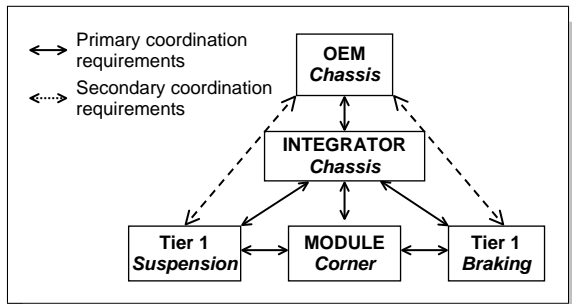 Primary coordination
requirements
Secondary coordination
requirements
OEM
Chassis
INTEGRATOR
Chassis
Tier 1
Suspension
MODULE
Corner
Tier 1
Braking